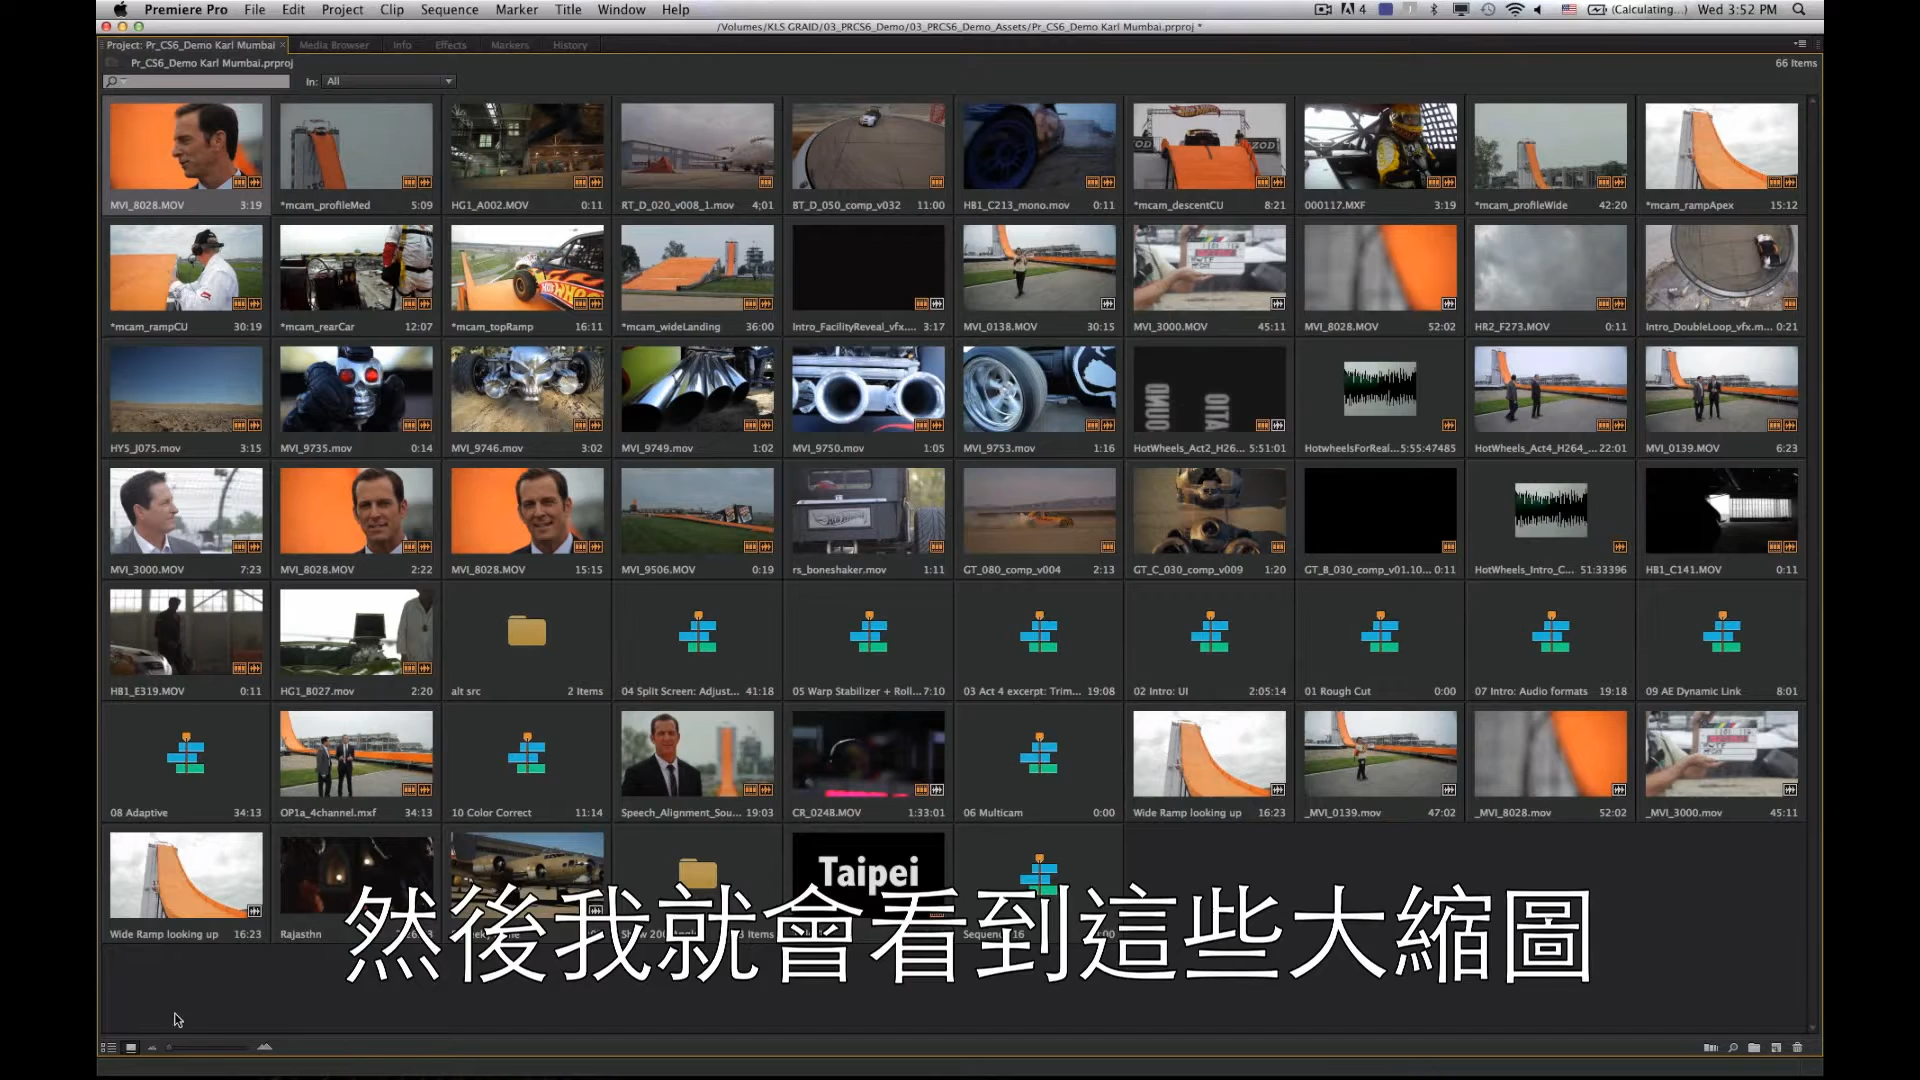 Premiere Pro File Edit Project Clip Sequence Marker Title Window Help 4 (Calculating...) Wed 3:52 PM
/Volumes/KLS GRAID/03_PRCS6_Demo/03_PRCS6_Demo_Assets/Pr_CS6_Demo Karl Mumbai.prproj *
Project: Pr_CS6_Demo Karl Mumbai × Media Browser Info Effects Markers History
Pr_CS6_Demo Karl Mumbai.prproj 66 Items
In: All
MVI_8028.MOV 3:19 *mcam_profileMed 5:09 HG1_A002.MOV 0:11 RT_D_020_v008_1.mov 4;01 BT_D_050_comp_v032 11:00 HB1_C213_mono.mov 0:11 *mcam_descentCU 8:21 000117.MXF 3:19 *mcam_profileWide 42:20 *mcam_rampApex 15:12
*mcam_rampCU 30:19 *mcam_rearCar 12:07 *mcam_topRamp 16:11 *mcam_wideLanding 36:00 Intro_FacilityReveal_vfx.... 3:17 MVI_0138.MOV 30:15 MVI_3000.MOV 45:11 MVI_8028.MOV 52:02 HR2_F273.MOV 0:11 Intro_DoubleLoop_vfx.m... 0:21
HY5_J075.mov 3:15 MVI_9735.mov 0:14 MVI_9746.mov 3:02 MVI_9749.mov 1:02 MVI_9750.mov 1:05 MVI_9753.mov 1:16 HotWheels_Act2_H26... 5:51:01 HotwheelsForReal...5:55:47485 HotWheels_Act4_H264_... 22:01 MVI_0139.MOV 6:23
MVI_3000.MOV 7:23 MVI_8028.MOV 2:22 MVI_8028.MOV 15:15 MVI_9506.MOV 0:19 rs_boneshaker.mov 1:11 GT_080_comp_v004 2:13 GT_C_030_comp_v009 1:20 GT_B_030_comp_v01.10... 0:11 HotWheels_Intro_C... 51:33396 HB1_C141.MOV 0:11
HB1_E319.MOV 0:11 HG1_B027.mov 2:20 alt src 2 Items 04 Split Screen: Adjust... 41:18 05 Warp Stabilizer + Roll... 7:10 03 Act 4 excerpt: Trim... 19:08 02 Intro: UI 2:05:14 01 Rough Cut 0:00 07 Intro: Audio formats 19:18 09 AE Dynamic Link 8:01
08 Adaptive 34:13 OP1a_4channel.mxf 34:13 10 Color Correct 11:14 Speech_Alignment_Sou... 19:03 CR_0248.MOV 1:33:01 06 Multicam 0:00 Wide Ramp looking up 16:23 _MVI_0139.mov 47:02 _MVI_8028.mov 52:02 _MVI_3000.mov 45:11
Taipei
Wide Ramp looking up 16:23 Rajasthn
然後我就會看到這些大縮圖